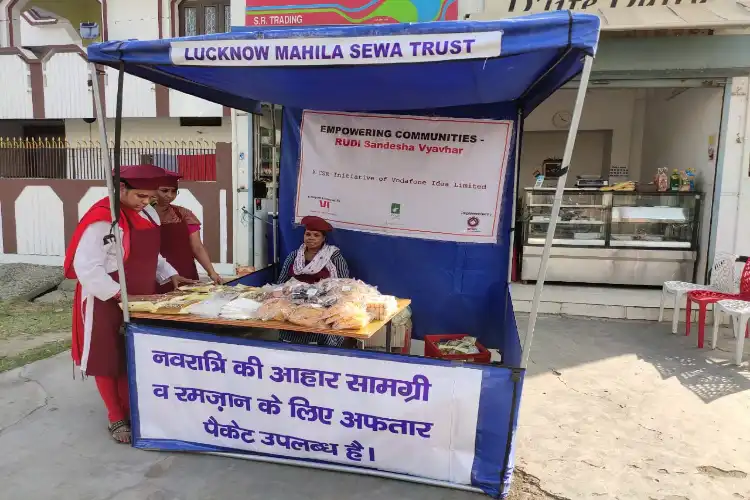 S.R. TRADING
LUCKNOW MAHILA SEWA TRUST
EMPOWERING COMMUNITIES -
RUDI Sandesha Vyavhar
A CSR Initiative of Vodafone Idea Limited
नवरात्रि की आहार सामग्री
व रमज़ान के लिए अफतार
पैकेट उपलब्ध है।